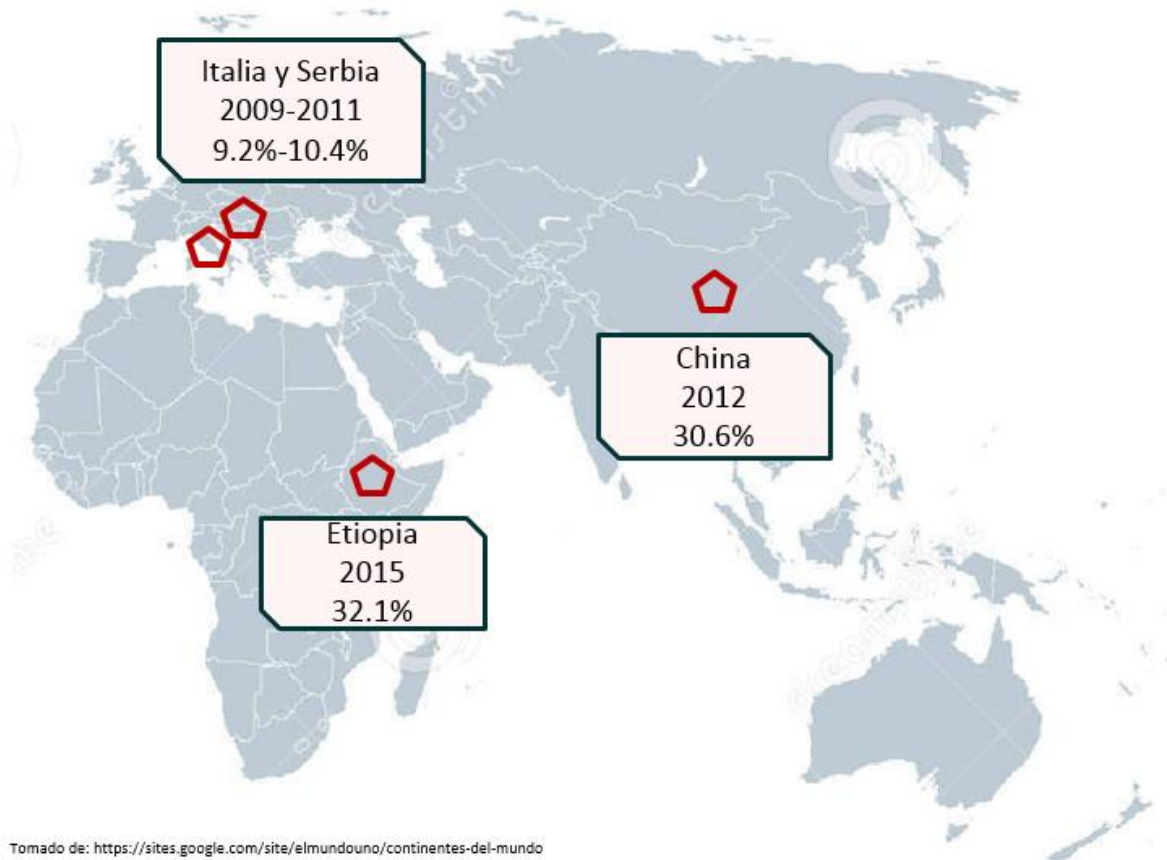 Italia y Serbia
2009-2011
9.2%-10.4%
China
2012
30.6%
Etiopia
2015
32.1%
Tomado de: https://sites.google.com/site/elmundouno/continentes-del-mundo